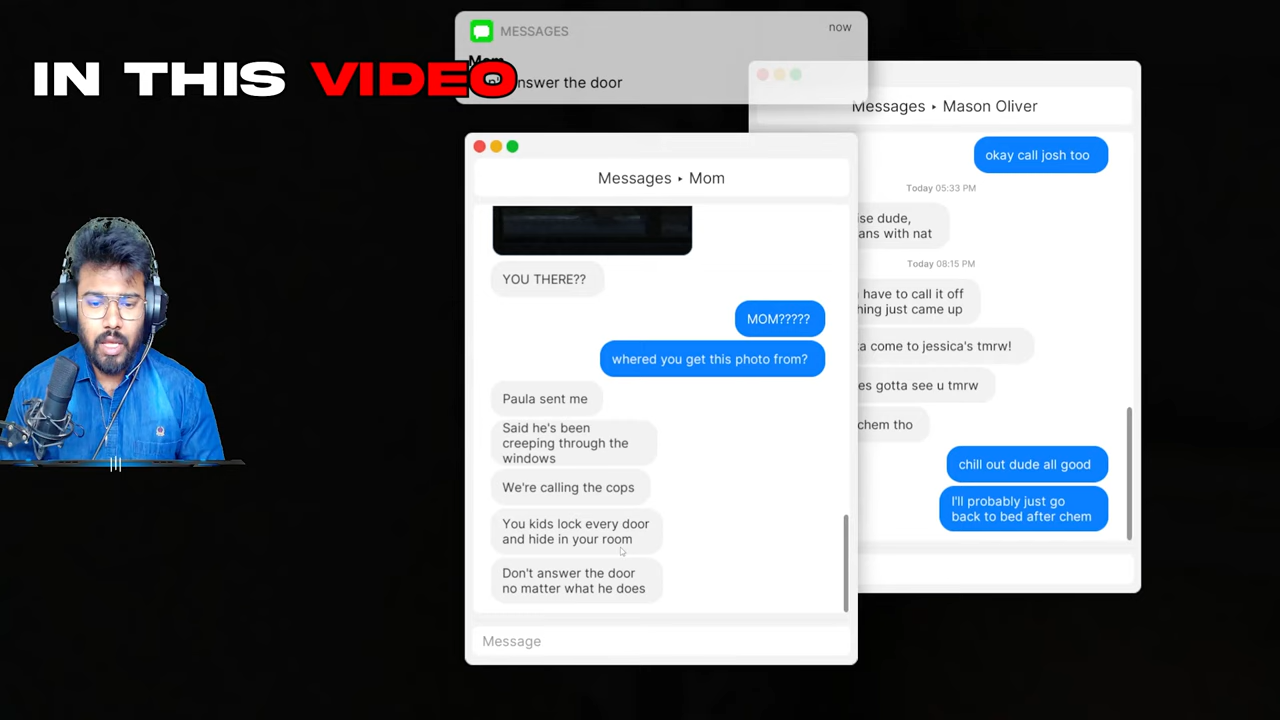 MESSAGES
now
IN THIS VIDEO
answer the door
Messages ▸ Mason Oliver
okay call josh too
Today 05:33 PM
dude,
with nat
Today 08:15 PM
have to call it off
just came up
come to jessica's tmrw!
gotta see u tmrw
chem tho
chill out dude all good
I'll probably just go
back to bed after chem
Messages ▸ Mom
YOU THERE??
MOM?????
whered you get this photo from?
Paula sent me
Said he's been
creeping through the
windows
We're calling the cops
You kids lock every door
and hide in your room
Don't answer the door
no matter what he does
Message